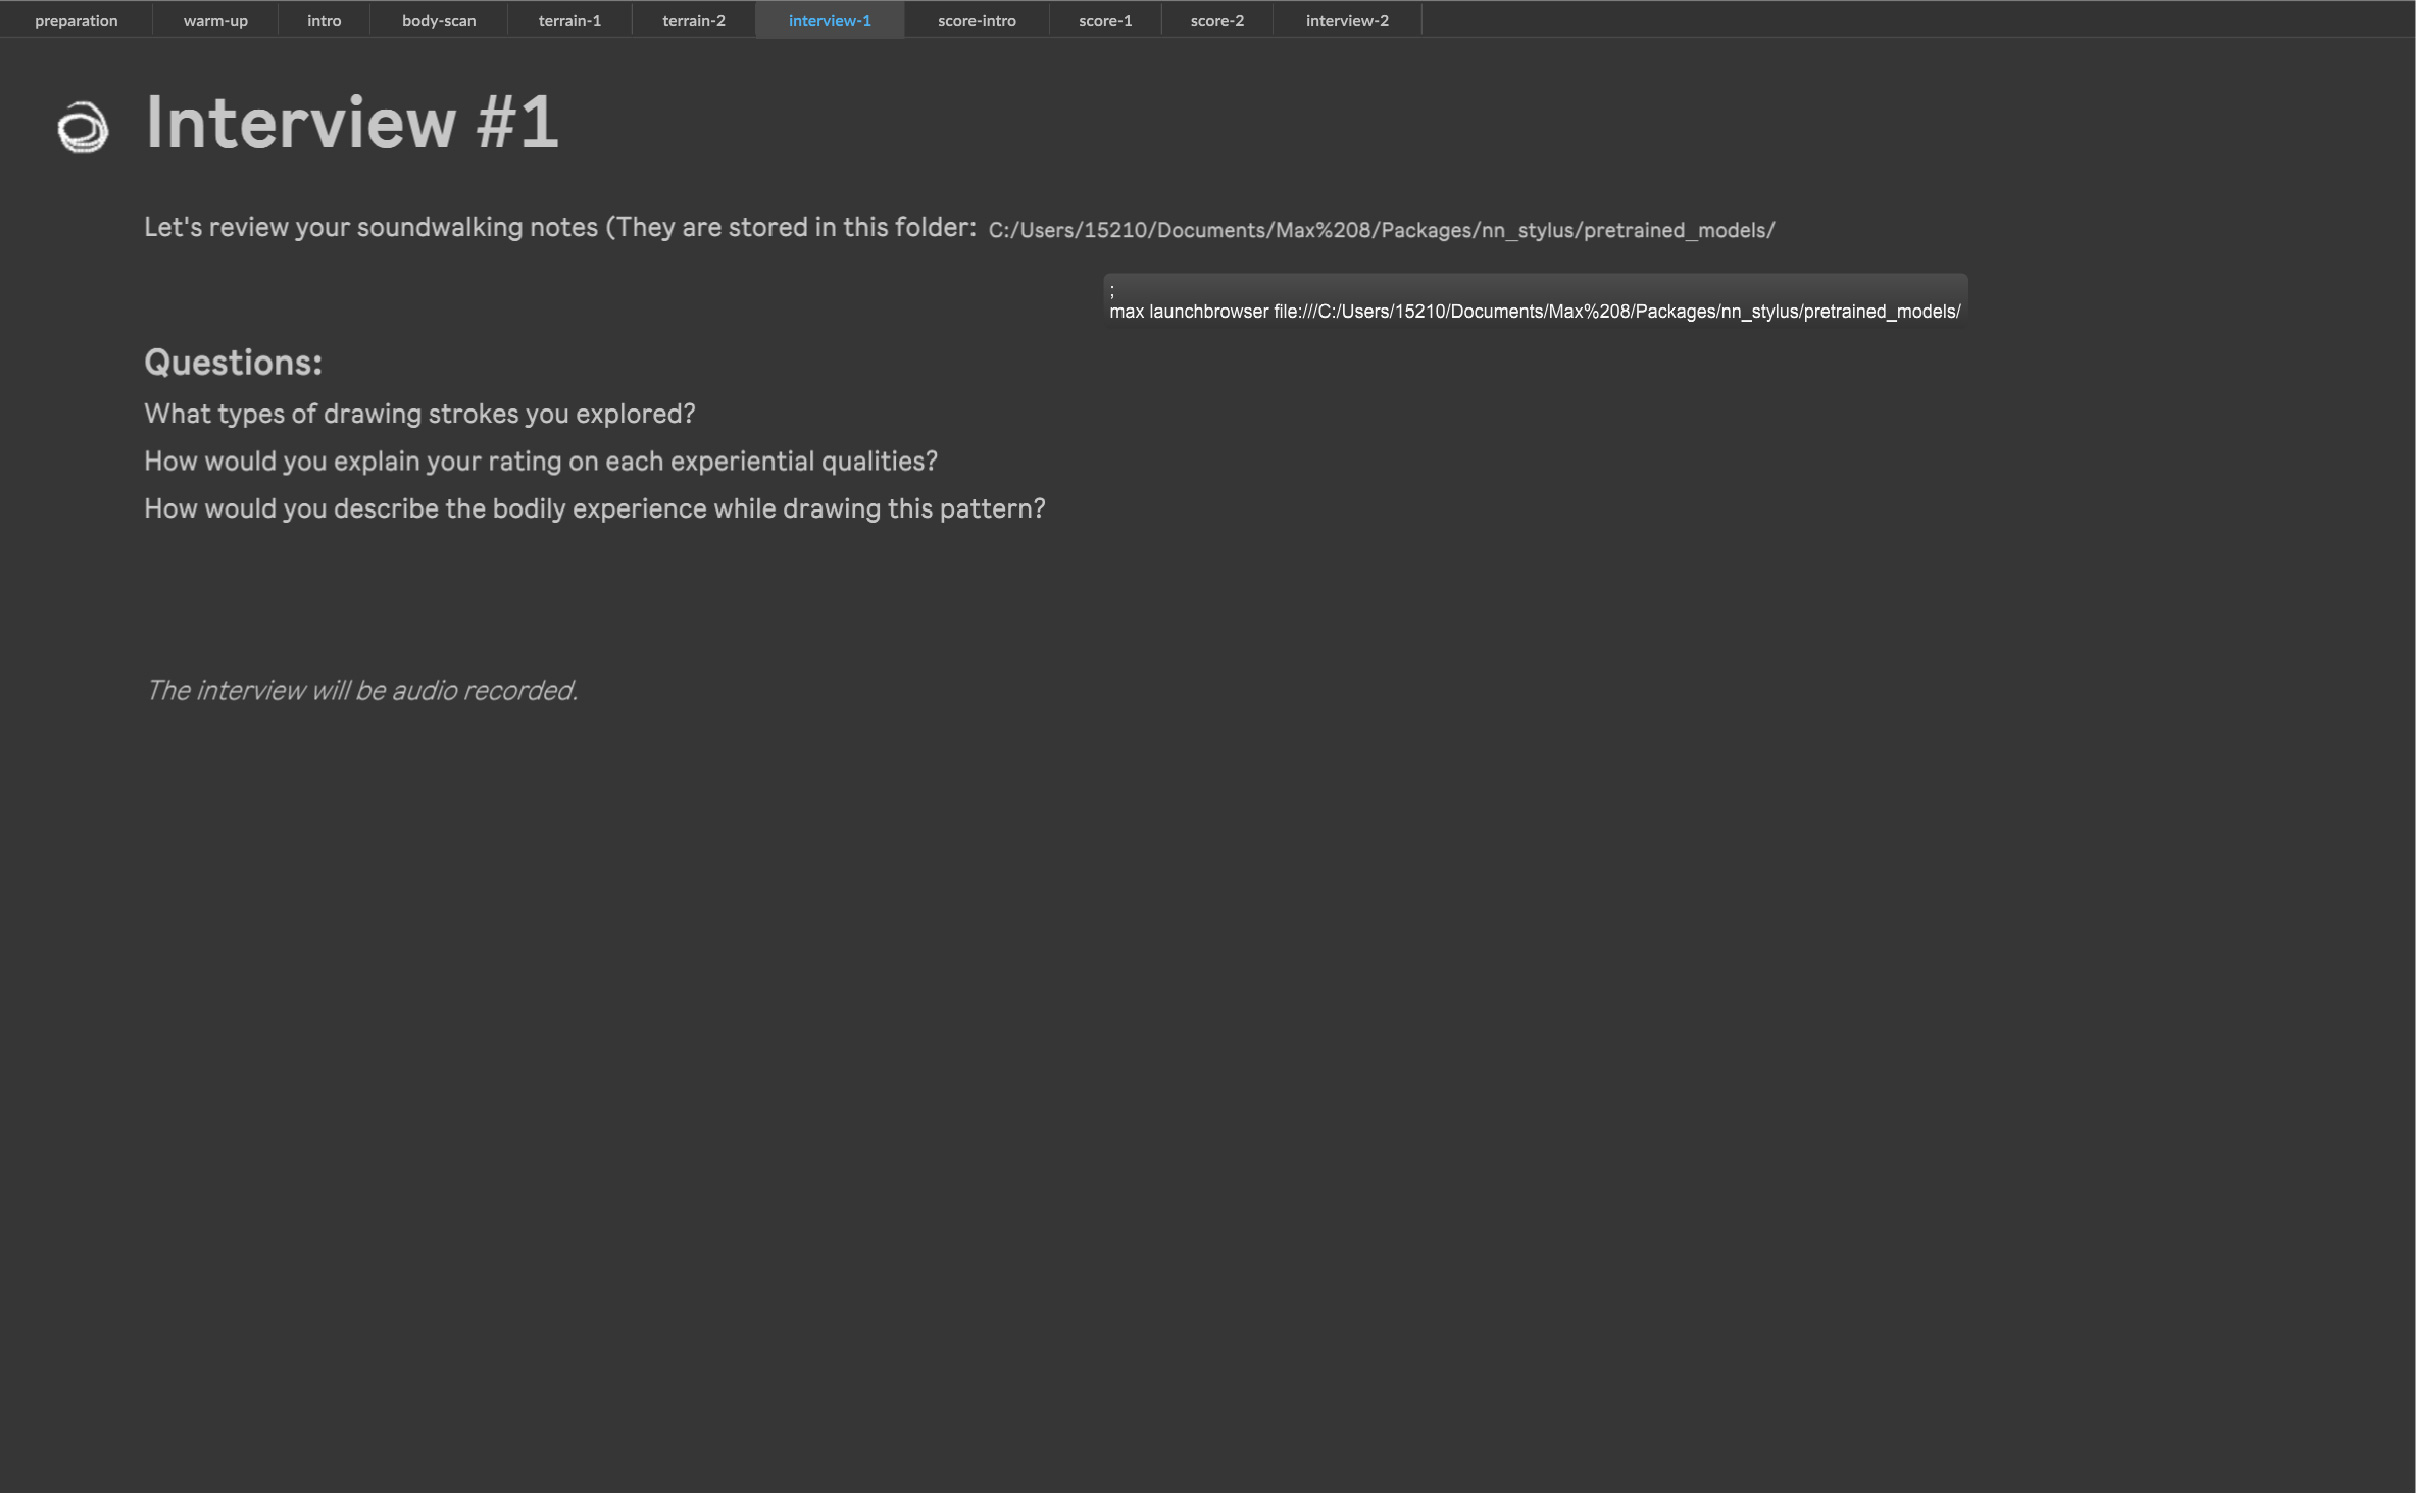 preparation warm-up intro body-scan terrain-1 terrain-2 interview-1 score-intro score-1 score-2 interview-2
Interview #1
Let's review your soundwalking notes (They are stored in this folder: C:/Users/15210/Documents/Max%208/Packages/nn_stylus/pretrained_models/
;
max launchbrowser file:///C:/Users/15210/Documents/Max%208/Packages/nn_stylus/pretrained_models/
Questions:
What types of drawing strokes you explored?
How would you explain your rating on each experiential qualities?
How would you describe the bodily experience while drawing this pattern?
The interview will be audio recorded.